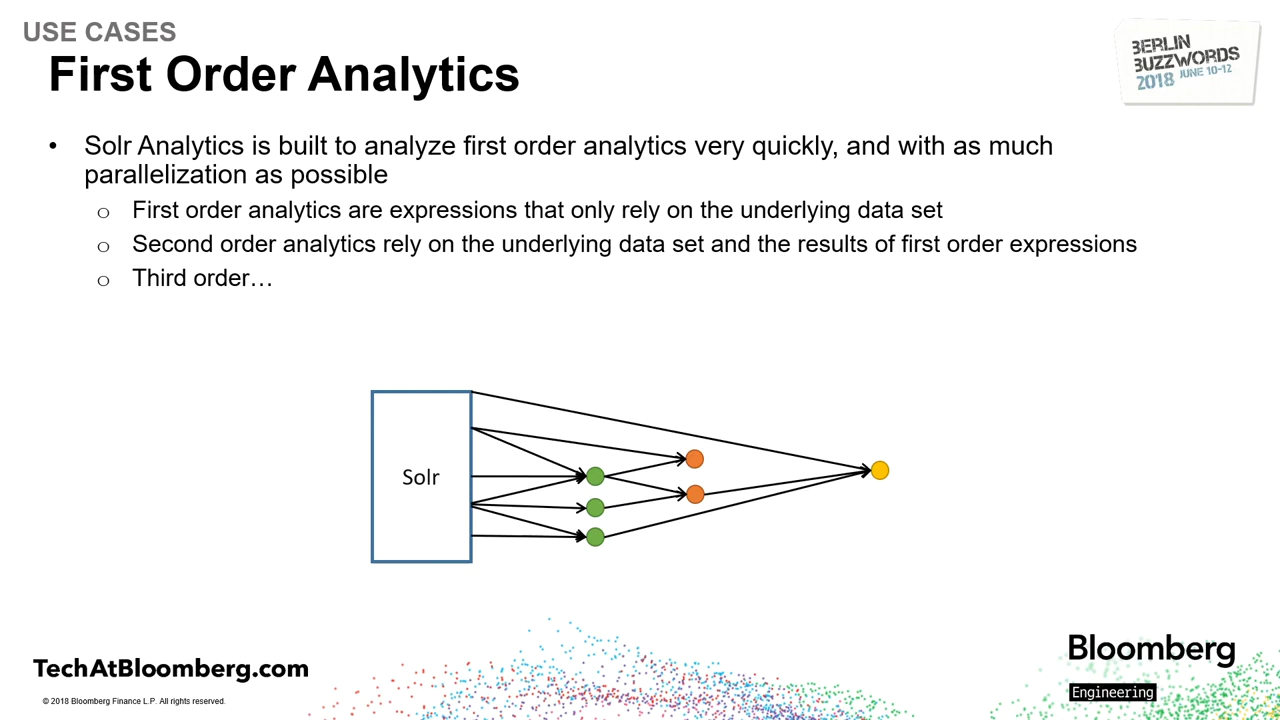 USE CASES
First Order Analytics
BERLIN
BUZZWORDS
2018 JUNE 10-12
• Solr Analytics is built to analyze first order analytics very quickly, and with as much
parallelization as possible
o First order analytics are expressions that only rely on the underlying data set
o Second order analytics rely on the underlying data set and the results of first order expressions
o Third order…
Solr
TechAtBloomberg.com
© 2018 Bloomberg Finance L.P. All rights reserved.
Bloomberg
Engineering